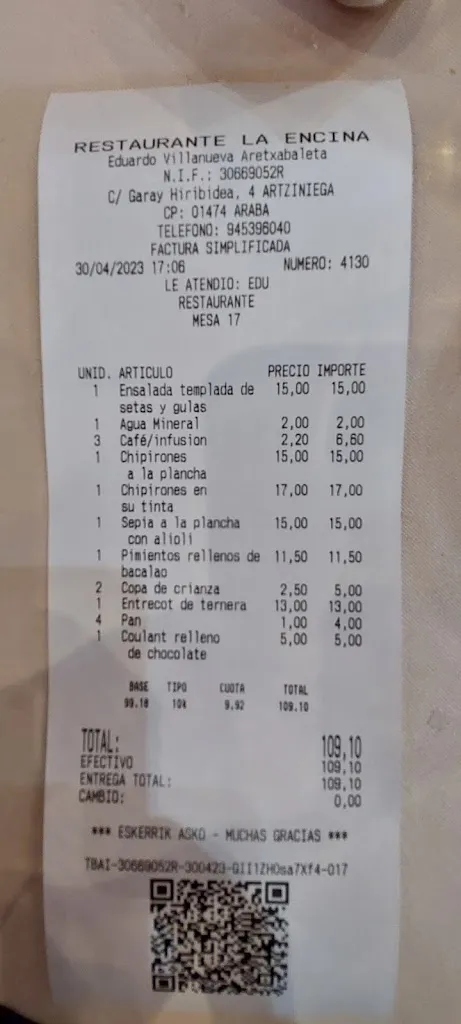 RESTAURANTE LA ENCINA
Eduardo Villanueva Aretxabaleta
N.I.F.: 30669052R
C/ Garay Hiribidea, 4 ARTZINIEGA
CP: 01474 ARABA
TELEFONO: 945396040
FACTURA SIMPLIFICADA
30/04/2023 17:06 NUMERO: 4130
LE ATENDIO: EDU
RESTAURANTE
MESA 17
UNID. ARTICULO PRECIO IMPORTE
1 Ensalada templada de 15,00 15,00
setas y gulas
1 Agua Mineral 2,00 2,00
3 Café/infusion 2,20 6,60
1 Chipirones 15,00 15,00
a la plancha
1 Chipirones en 17,00 17,00
su tinta
1 Sepia a la plancha 15,00 15,00
con alioli
1 Pimientos rellenos de 11,50 11,50
bacalao
2 Copa de crianza 2,50 5,00
1 Entrecot de ternera 13,00 13,00
4 Pan 1,00 4,00
1 Coulant relleno 5,00 5,00
de chocolate
BASE TIPO CUOTA TOTAL
99.18 10% 9.92 109.10
TOTAL: 109,10
EFECTIVO 109,10
ENTREGA TOTAL: 109,10
CAMBIO: 0,00
*** ESKERRIK ASKO - MUCHAS GRACIAS ***
TBAI-30669052R-300423-GII1ZHOsa7Xf4-017